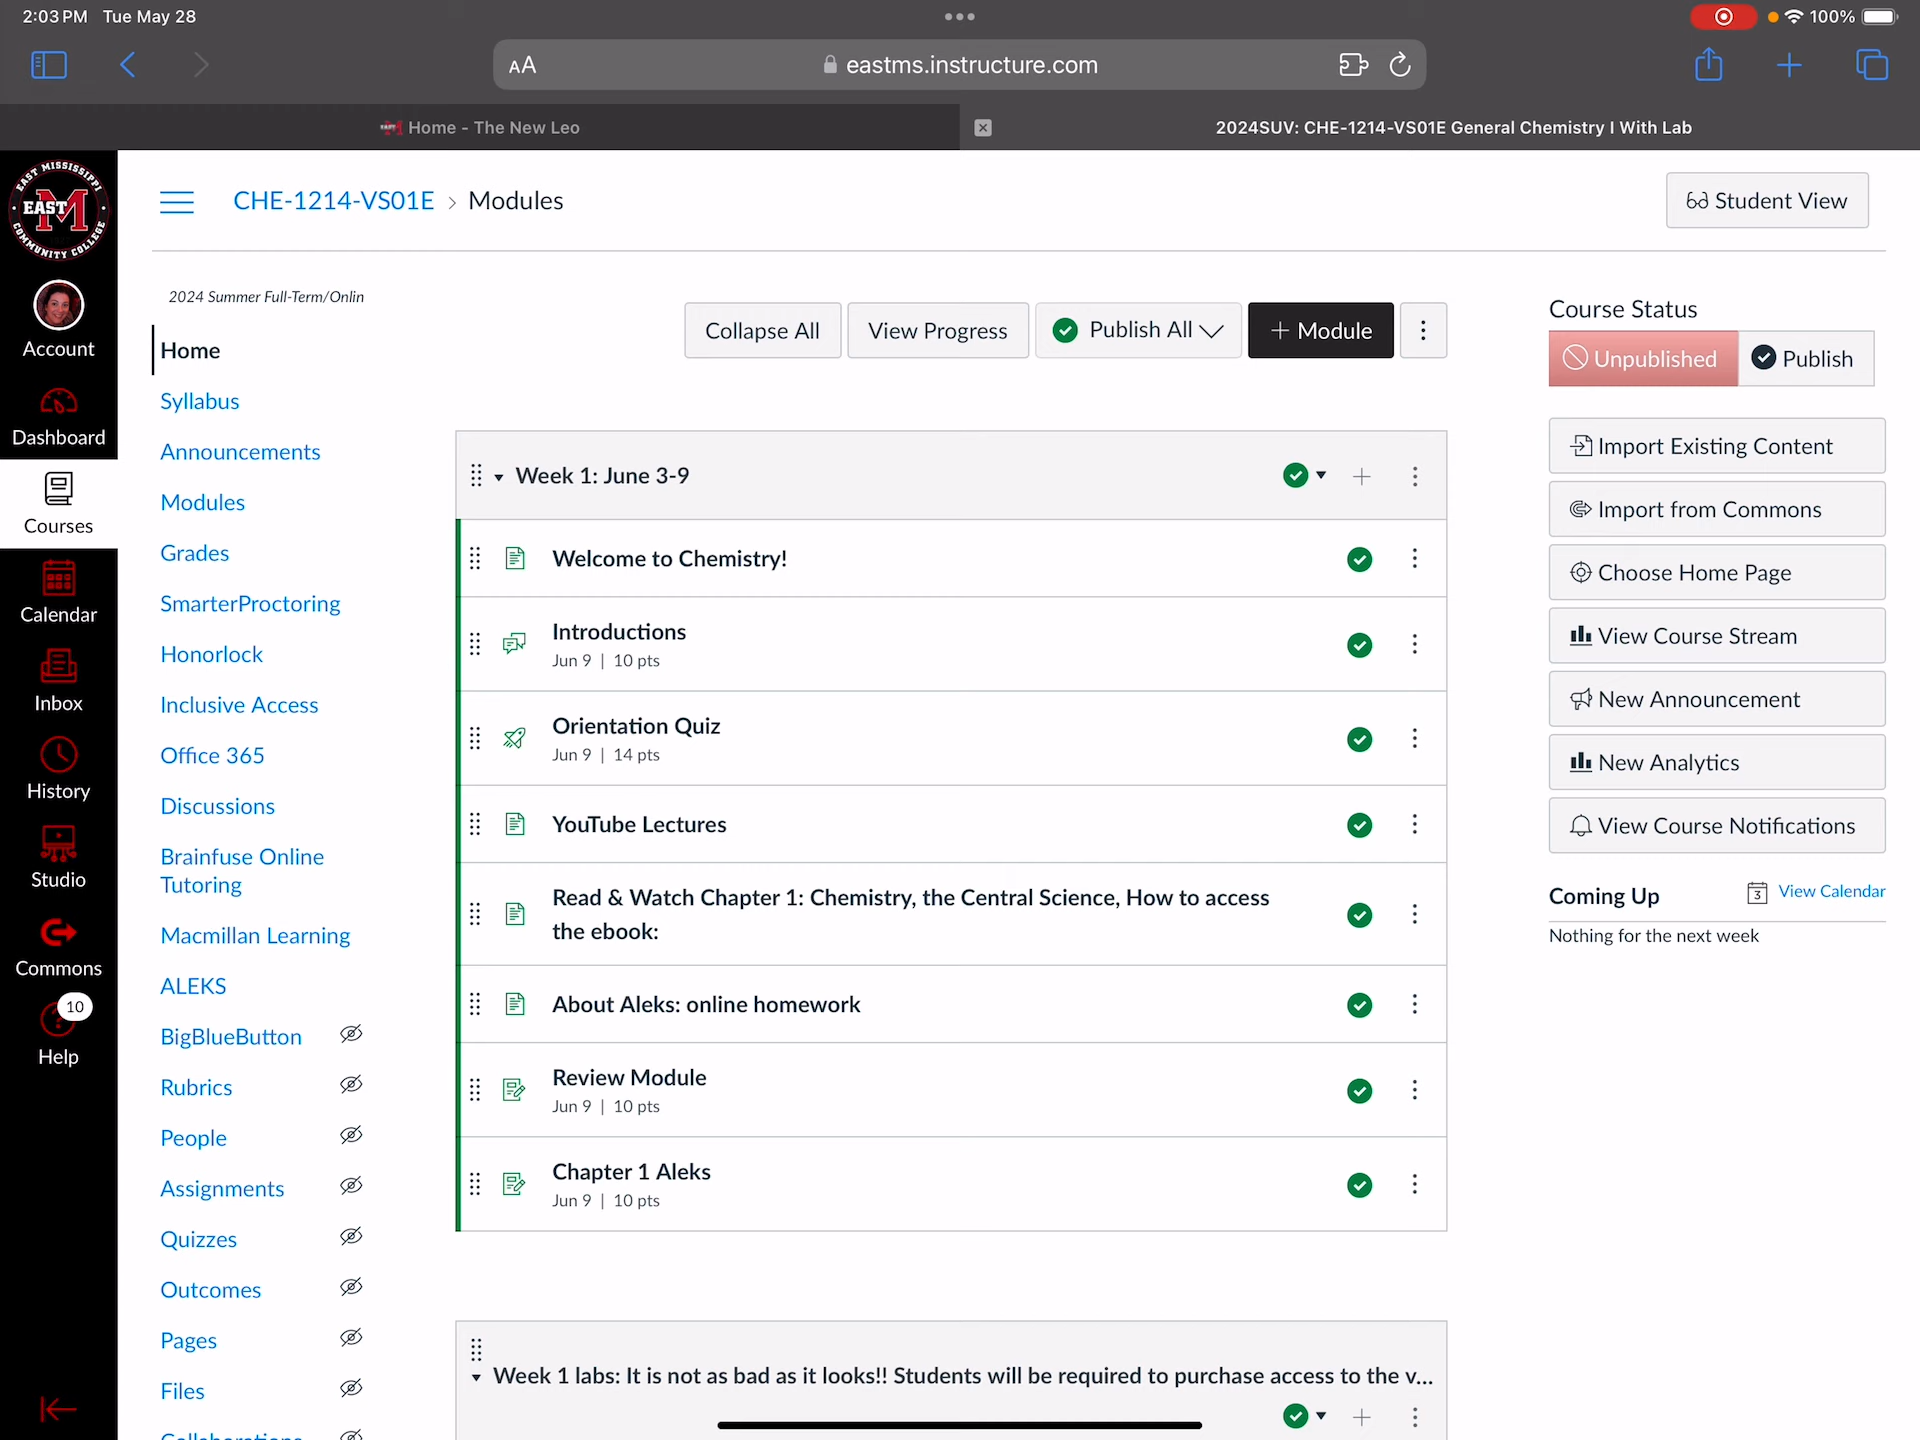 2:03 PM Tue May 28
100%
AA
eastms.instructure.com
Home - The New Leo
2024SUV: CHE-1214-VS01E General Chemistry I With Lab
EAST MISSISSIPPI
EAST M
COMMUNITY COLLEGE
Account
Dashboard
Courses
Calendar
Inbox
History
Studio
Commons
10
Help
CHE-1214-VS01E › Modules
Student View
2024 Summer Full-Term/Onlin
Home
Syllabus
Announcements
Modules
Grades
SmarterProctoring
Honorlock
Inclusive Access
Office 365
Discussions
Brainfuse Online
Tutoring
Macmillan Learning
ALEKS
BigBlueButton
Rubrics
People
Assignments
Quizzes
Outcomes
Pages
Files
Collaborations
Collapse All
View Progress
Publish All
+ Module
Week 1: June 3-9
Welcome to Chemistry!
Introductions
Jun 9 | 10 pts
Orientation Quiz
Jun 9 | 14 pts
YouTube Lectures
Read & Watch Chapter 1: Chemistry, the Central Science, How to access
the ebook:
About Aleks: online homework
Review Module
Jun 9 | 10 pts
Chapter 1 Aleks
Jun 9 | 10 pts
Week 1 labs: It is not as bad as it looks!! Students will be required to purchase access to the v...
Course Status
Unpublished
Publish
Import Existing Content
Import from Commons
Choose Home Page
View Course Stream
New Announcement
New Analytics
View Course Notifications
Coming Up
3
View Calendar
Nothing for the next week